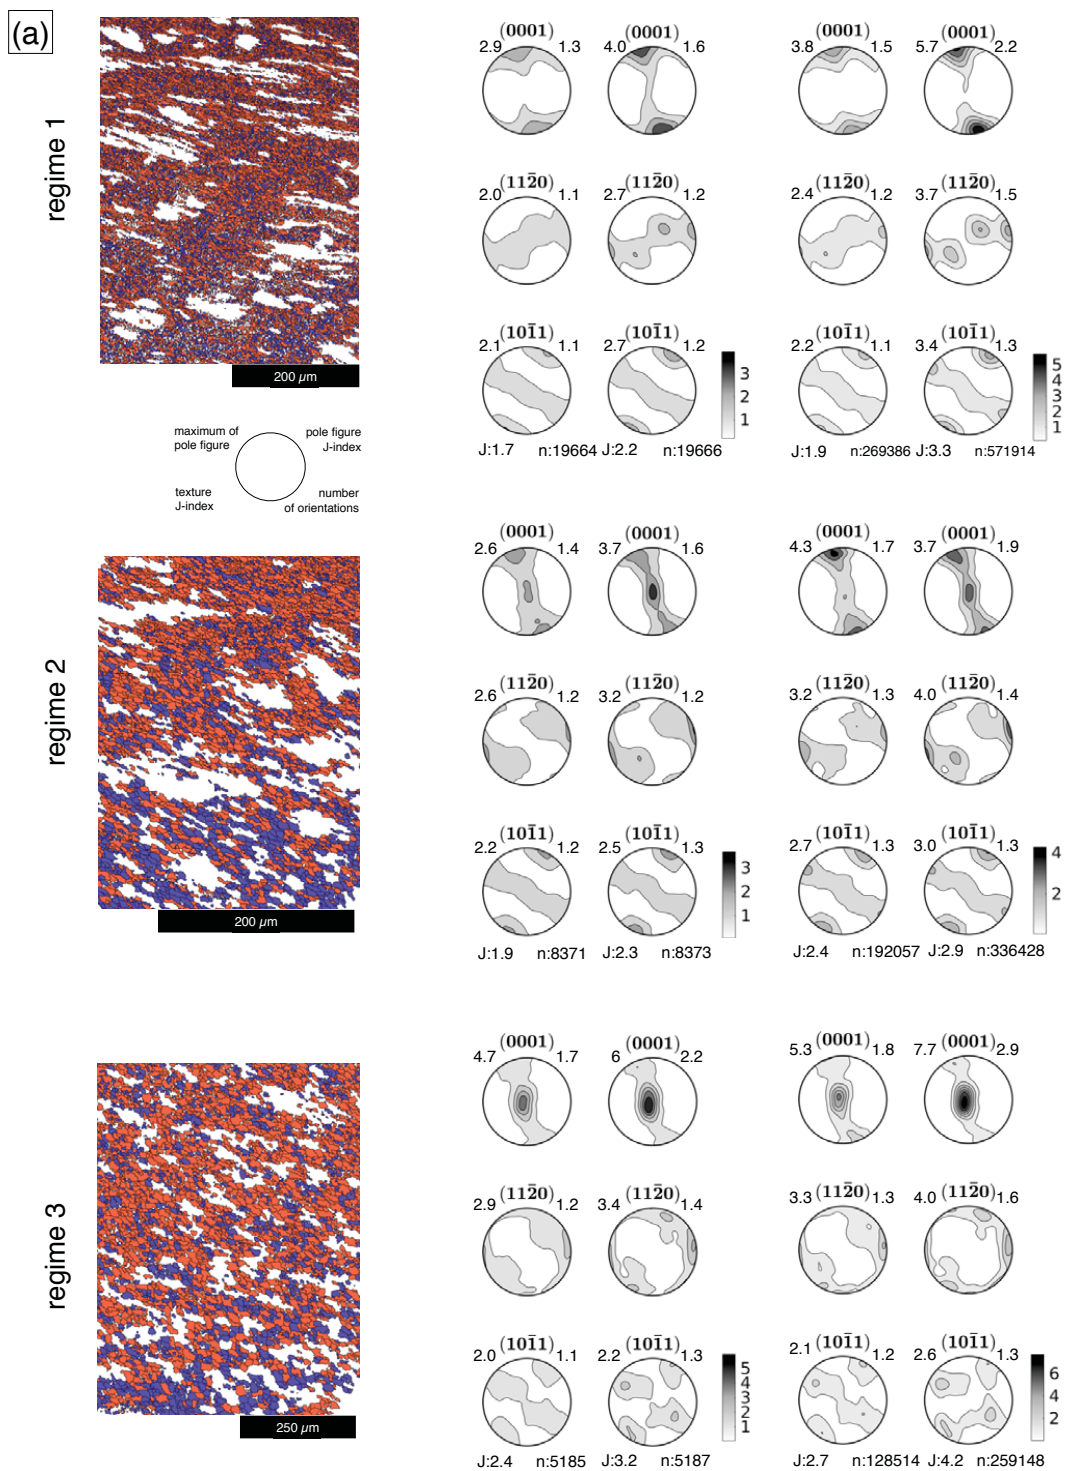 (a)
regime 1
200 μm
(0001) (0001) (0001) (0001)
2.9 1.3 4.0 1.6 3.8 1.5 5.7 2.2
(112̄0) (112̄0) (112̄0) (112̄0)
2.0 1.1 2.7 1.2 2.4 1.2 3.7 1.5
(101̄1) (101̄1) (101̄1) (101̄1)
2.1 1.1 2.7 1.2 2.2 1.1 3.4 1.3
3
2
1
5
4
3
2
1
J:1.7 n:19664 J:2.2 n:19666 J:1.9 n:269386 J:3.3 n:571914
maximum of
pole figure
pole figure
J-index
texture
J-index
number
of orientations
regime 2
200 μm
(0001) (0001) (0001) (0001)
2.6 1.4 3.7 1.6 4.3 1.7 3.7 1.9
(112̄0) (112̄0) (112̄0) (112̄0)
2.6 1.2 3.2 1.2 3.2 1.3 4.0 1.4
(101̄1) (101̄1) (101̄1) (101̄1)
2.2 1.2 2.5 1.3 2.7 1.3 3.0 1.3
3
2
1
4
2
J:1.9 n:8371 J:2.3 n:8373 J:2.4 n:192057 J:2.9 n:336428
regime 3
250 μm
(0001) (0001) (0001) (0001)
4.7 1.7 6 2.2 5.3 1.8 7.7 2.9
(112̄0) (112̄0) (112̄0) (112̄0)
2.9 1.2 3.4 1.4 3.3 1.3 4.0 1.6
(101̄1) (101̄1) (101̄1) (101̄1)
2.0 1.1 2.2 1.3 2.1 1.2 2.6 1.3
5
4
3
2
1
6
4
2
J:2.4 n:5185 J:3.2 n:5187 J:2.7 n:128514 J:4.2 n:259148